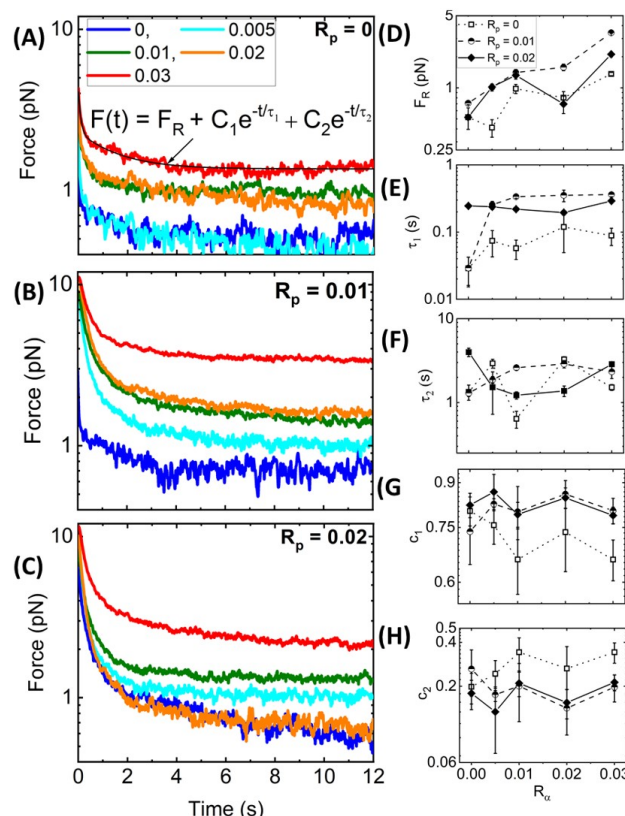 (A)
0, 0.005
0.01, 0.02
0.03
Rₚ = 0
F(t) = F_R + C₁e^(-t/τ₁) + C₂e^(-t/τ₂)
Force (pN)
1
(B)
Rₚ = 0.01
Force (pN)
10
1
(C)
Rₚ = 0.02
Force (pN)
10
1
0 2 4 6 8 10 12
Time (s)
(D)
Rₚ = 0
Rₚ = 0.01
Rₚ = 0.02
F_R (pN)
5
1
0.25
(E)
τ₁ (s)
1
0.1
0.01
(F)
τ₂ (s)
10
1
(G)
c₁
0.9
0.75
0.6
(H)
c₂
0.5
0.4
0.2
0.06
0.00 0.01 0.02 0.03
R_α